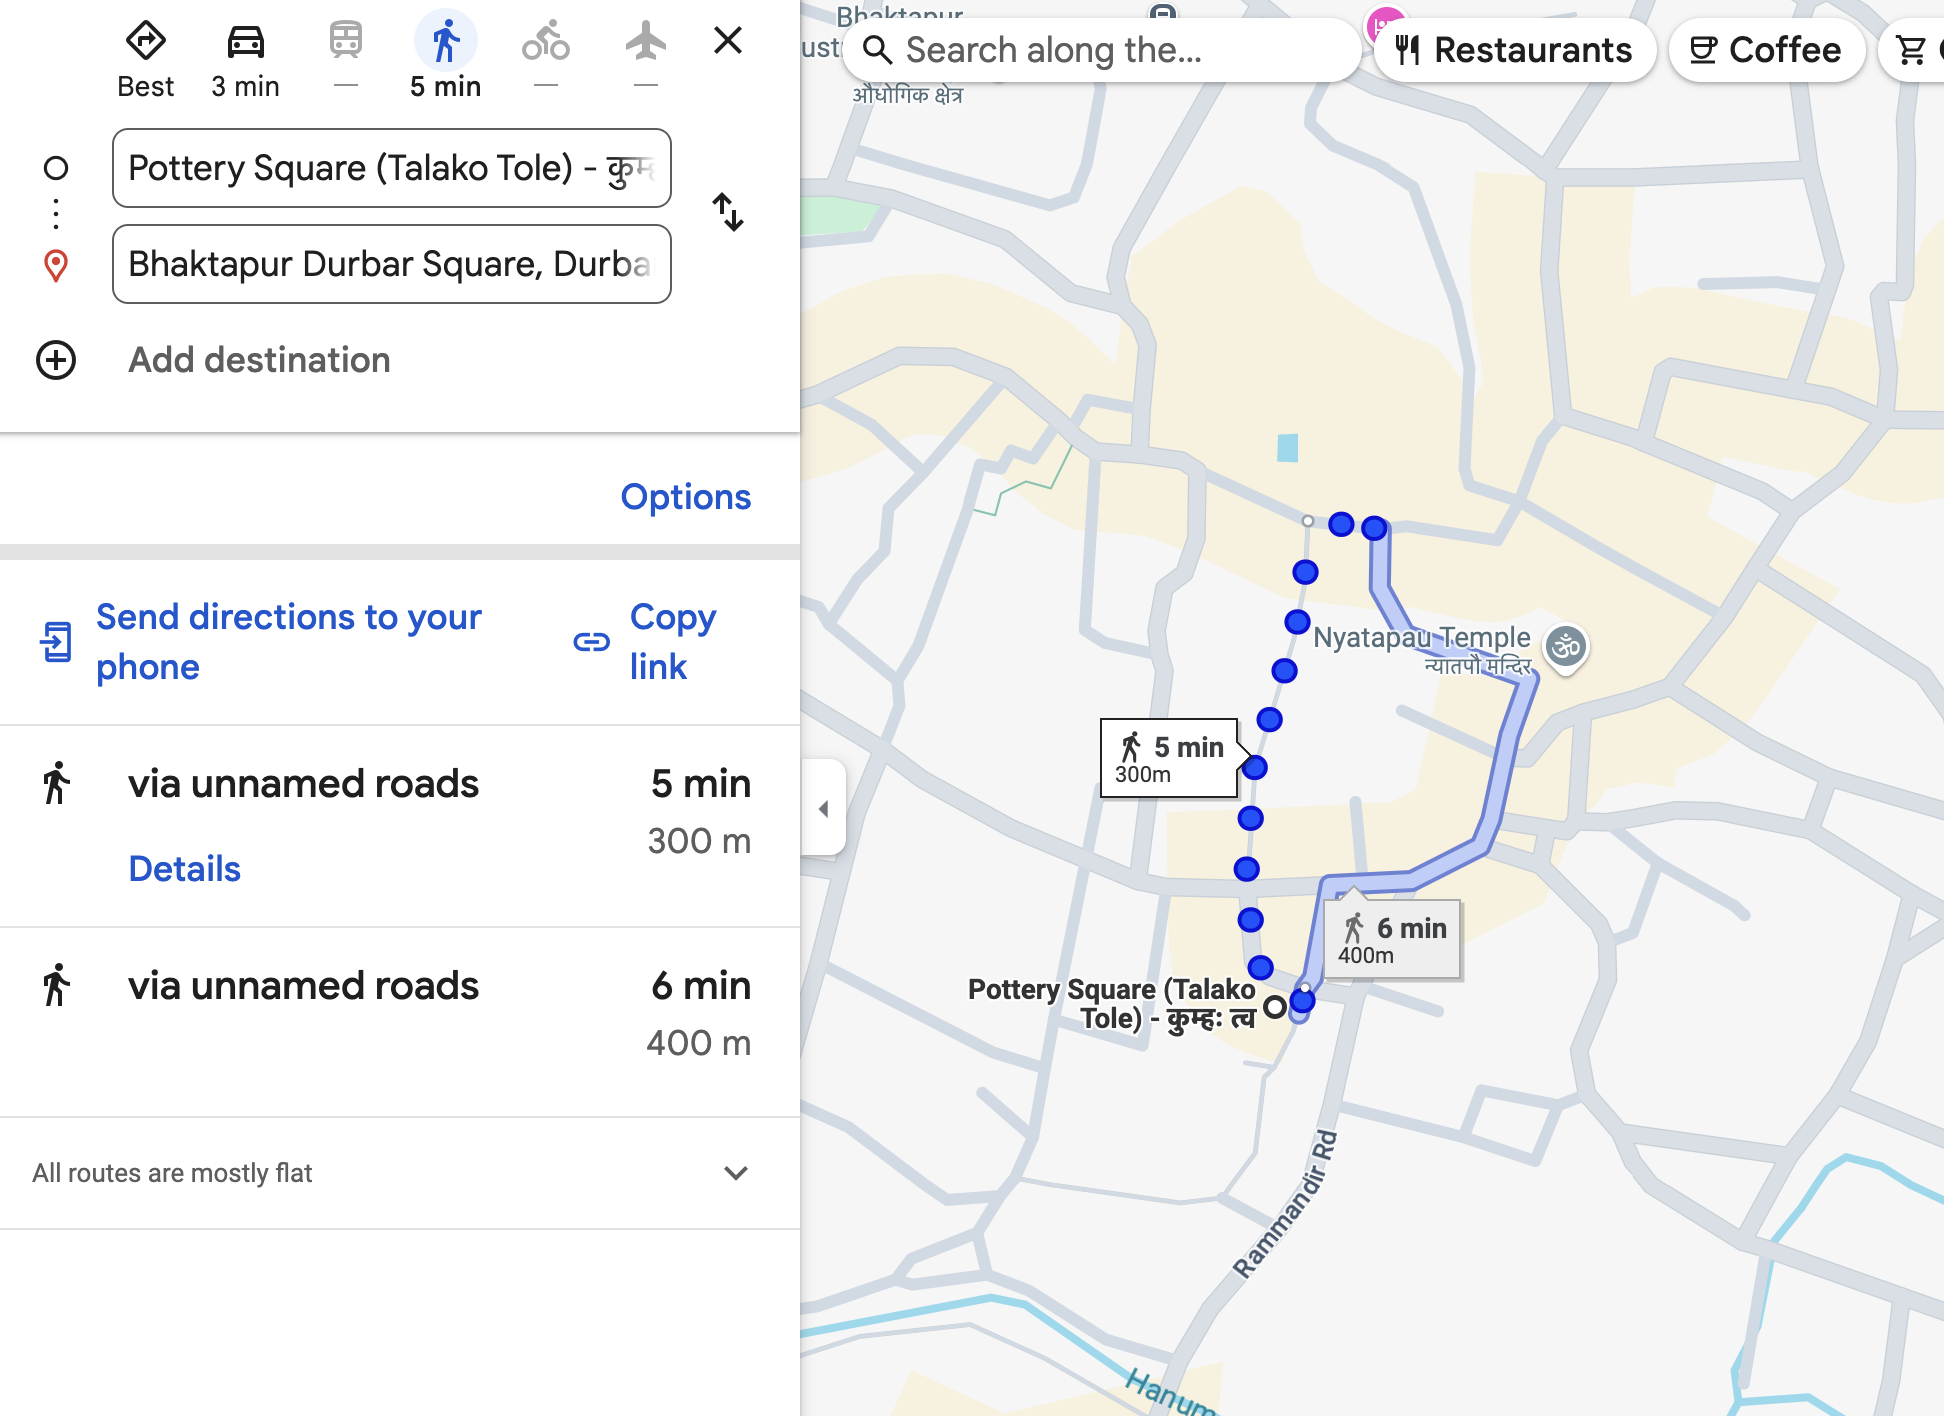 Best
3 min
—
5 min
—
—
Pottery Square (Talako Tole) -
Bhaktapur Durbar Square, Durba
Add destination
Options
Send directions to your
phone
Copy
link
via unnamed roads
5 min
300 m
Details
via unnamed roads
6 min
400 m
All routes are mostly flat
Bhaktapur
औद्योगिक क्षेत्र
Search along the...
Restaurants
Coffee
Nyatapau Temple
न्यातपौ मन्दिर
5 min
300m
6 min
400m
Pottery Square (Talako
Tole) - कुम्हः त्व
Rammandir Rd
Hanum